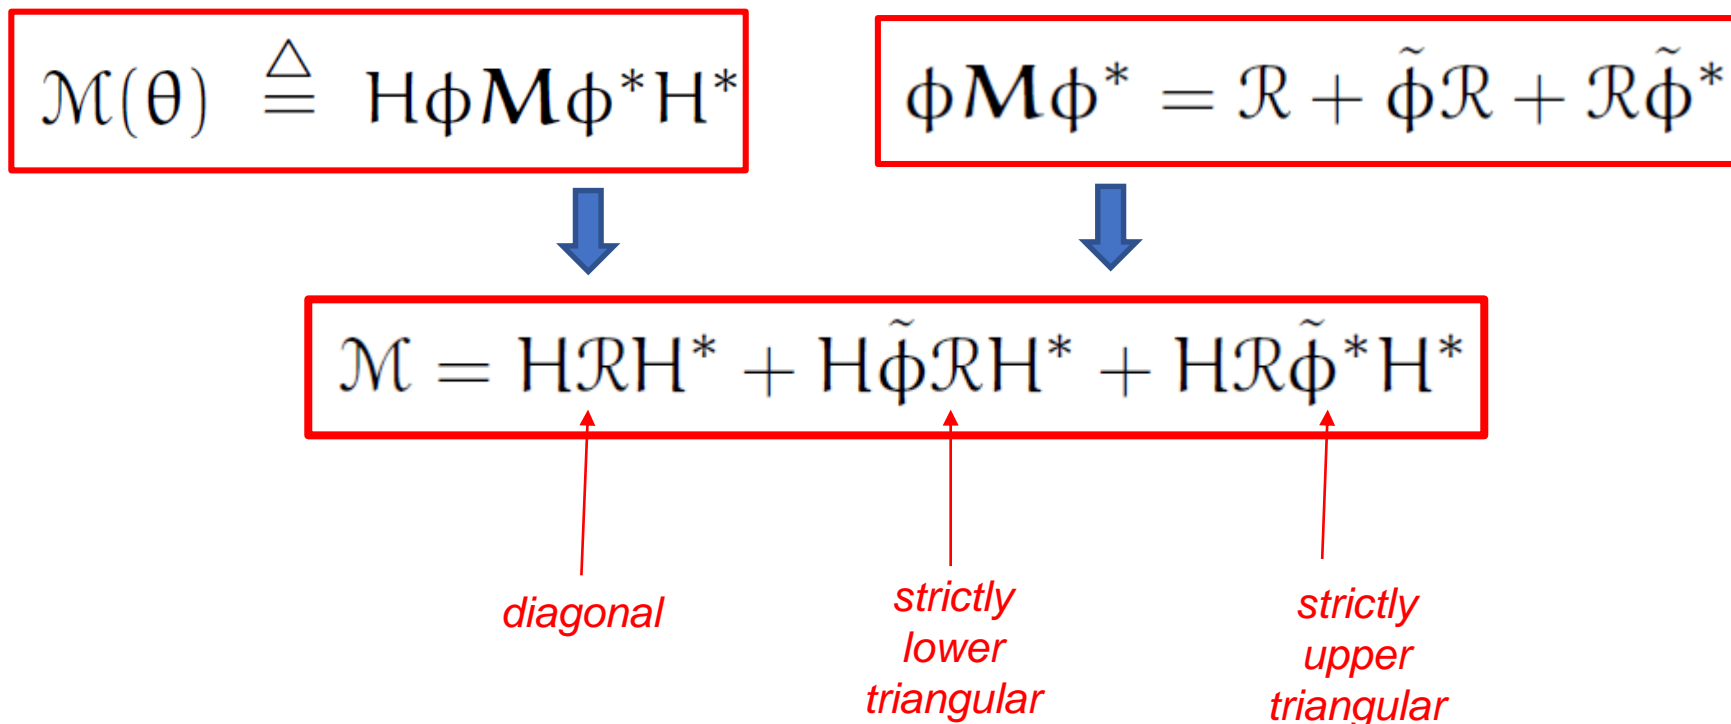 ℳ(θ) ≜ HϕMϕ*H*
ϕMϕ* = ℛ + ϕ̃ℛ + ℛϕ̃*
ℳ = HℛH* + Hϕ̃ℛH* + Hℛϕ̃*H*
diagonal
strictly
lower
triangular
strictly
upper
triangular